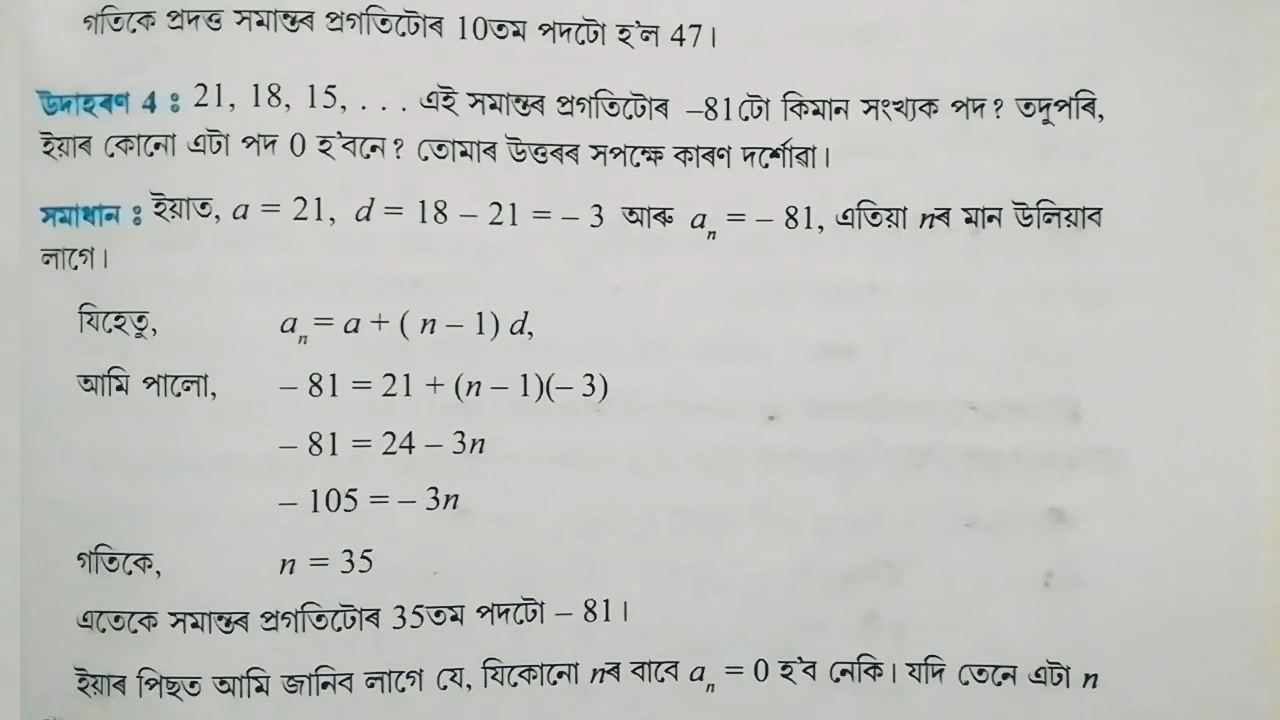 গতিকে প্ৰদত্ত সমান্তৰ প্ৰগতিটোৰ 10তম পদটো হ'ল 47।
উদাহৰণ 4 : 21, 18, 15, . . . এই সমান্তৰ প্ৰগতিটোৰ –81টো কিমান সংখ্যক পদ? তদুপৰি,
ইয়াৰ কোনো এটা পদ 0 হ'বনে? তোমাৰ উত্তৰৰ সপক্ষে কাৰণ দৰ্শোৱা।
সমাধান : ইয়াত, a = 21, d = 18 – 21 = – 3 আৰু aₙ = – 81, এতিয়া nৰ মান উলিয়াব
লাগে।
যিহেতু, aₙ = a + ( n – 1) d,
আমি পালো, – 81 = 21 + (n – 1)(– 3)
– 81 = 24 – 3n
– 105 = – 3n
গতিকে, n = 35
এতেকে সমান্তৰ প্ৰগতিটোৰ 35তম পদটো – 81।
ইয়াৰ পিছত আমি জানিব লাগে যে, যিকোনো nৰ বাবে aₙ = 0 হ'ব নেকি। যদি তেনে এটা n